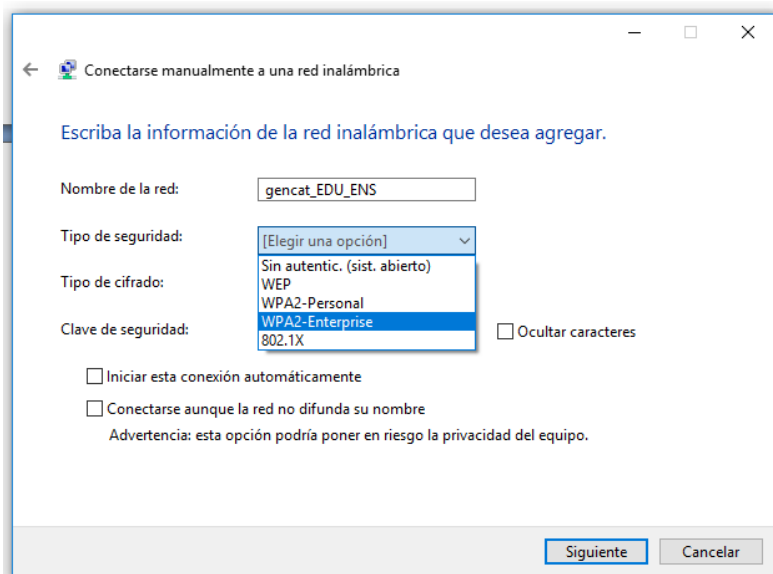 Conectarse manualmente a una red inalámbrica
Escriba la información de la red inalámbrica que desea agregar.
Nombre de la red: gencat_EDU_ENS
Tipo de seguridad: [Elegir una opción]
Sin autentic. (sist. abierto)
Tipo de cifrado: WEP
WPA2-Personal
Clave de seguridad: WPA2-Enterprise Ocultar caracteres
802.1X
Iniciar esta conexión automáticamente
Conectarse aunque la red no difunda su nombre
Advertencia: esta opción podría poner en riesgo la privacidad del equipo.
Siguiente Cancelar